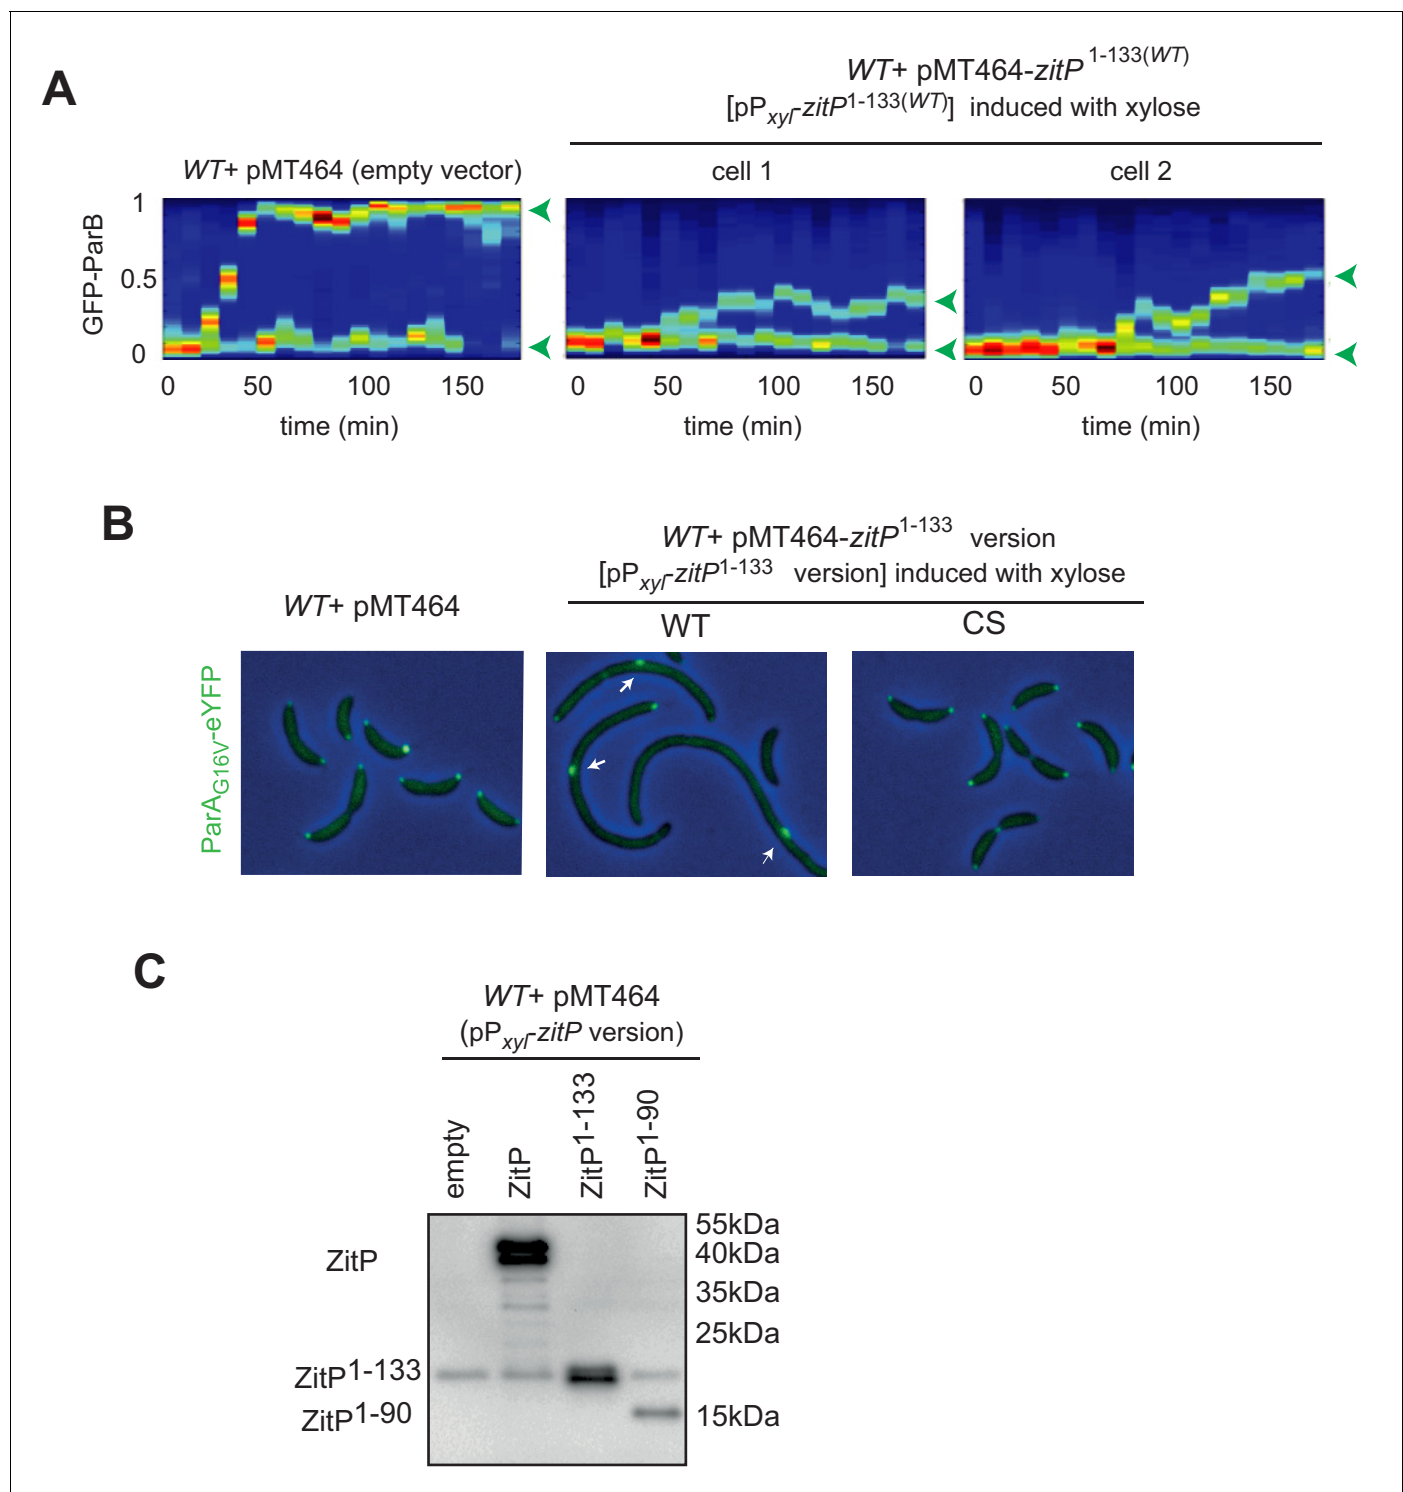 A
WT+ pMT464-zitP 1-133(WT)
[pPxyl-zitP1-133(WT)] induced with xylose
WT+ pMT464 (empty vector)
cell 1
cell 2
GFP-ParB
1
0.5
0
0 50 100 150
0 50 100 150
0 50 100 150
time (min)
time (min)
time (min)
B
WT+ pMT464-zitP1-133 version
[pPxyl-zitP1-133 version] induced with xylose
WT+ pMT464
WT
CS
ParAG16V-eYFP
C
WT+ pMT464
(pPxyl-zitP version)
empty
ZitP
ZitP1-133
ZitP1-90
55kDa
ZitP
40kDa
35kDa
25kDa
ZitP1-133
ZitP1-90
15kDa